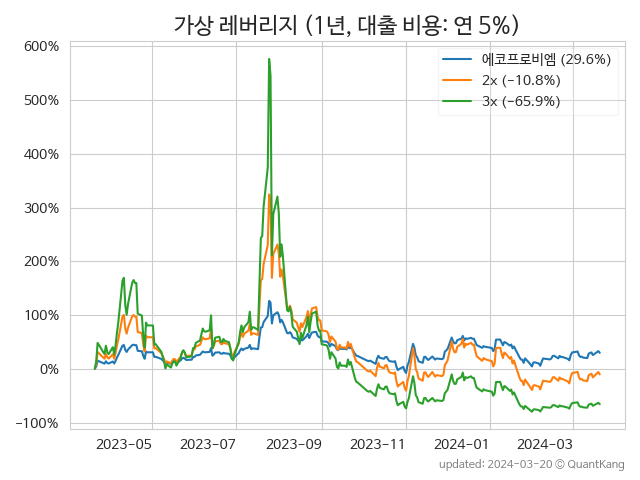 가상 레버리지 (1년, 대출 비용: 연 5%)
600%
500%
400%
300%
200%
100%
0%
−100%
에코프로비엠 (29.6%)
2x (−10.8%)
3x (−65.9%)
2023-05 2023-07 2023-09 2023-11 2024-01 2024-03
updated: 2024-03-20 © QuantKang